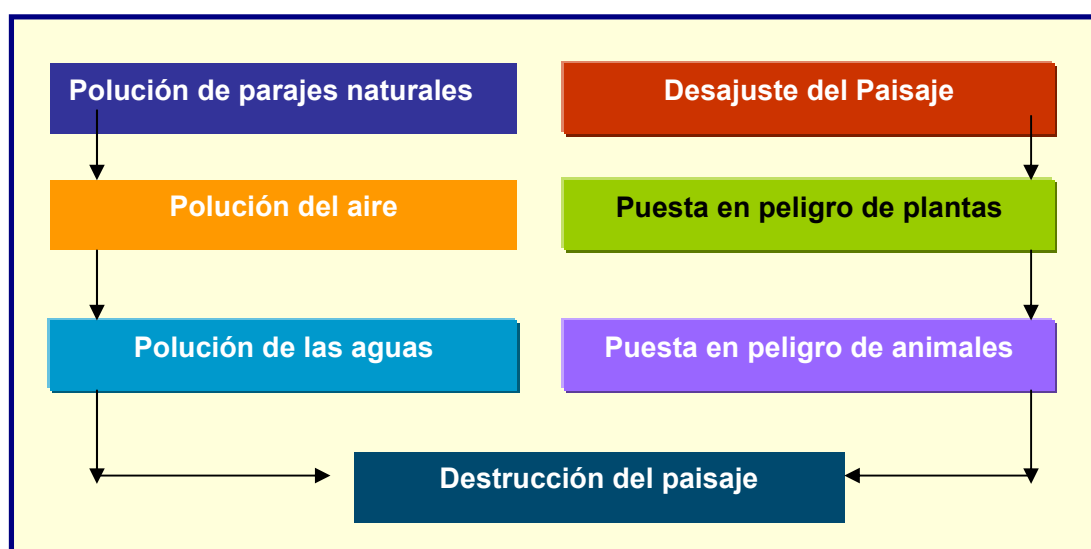 Polución de parajes naturales
Desajuste del Paisaje
Polución del aire
Puesta en peligro de plantas
Polución de las aguas
Puesta en peligro de animales
Destrucción del paisaje